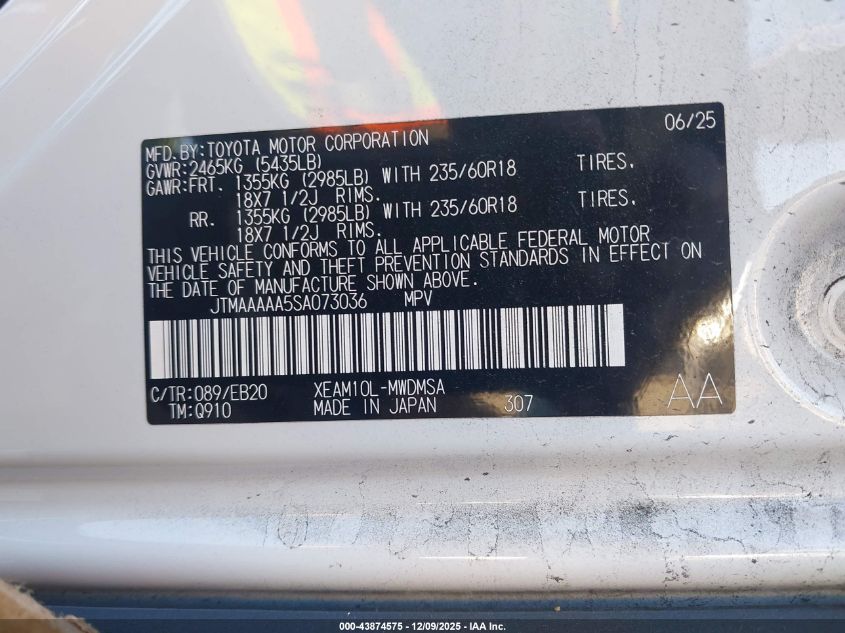 06/25
MFD.BY:TOYOTA MOTOR CORPORATION
GVWR:2465KG (5435LB)
GAWR:FRT. 1355KG (2985LB) WITH 235/60R18 TIRES,
18X7 1/2J RIMS.
RR. 1355KG (2985LB) WITH 235/60R18 TIRES,
18X7 1/2J RIMS.
THIS VEHICLE CONFORMS TO ALL APPLICABLE FEDERAL MOTOR
VEHICLE SAFETY AND THEFT PREVENTION STANDARDS IN EFFECT ON
THE DATE OF MANUFACTURE SHOWN ABOVE.
JTMAAAAA5SA073036 MPV
C/TR:089/EB20 XEAM10L-MWDMSA AA
TM:Q910 MADE IN JAPAN 307
000-43874575 - 12/09/2025 - IAA Inc.